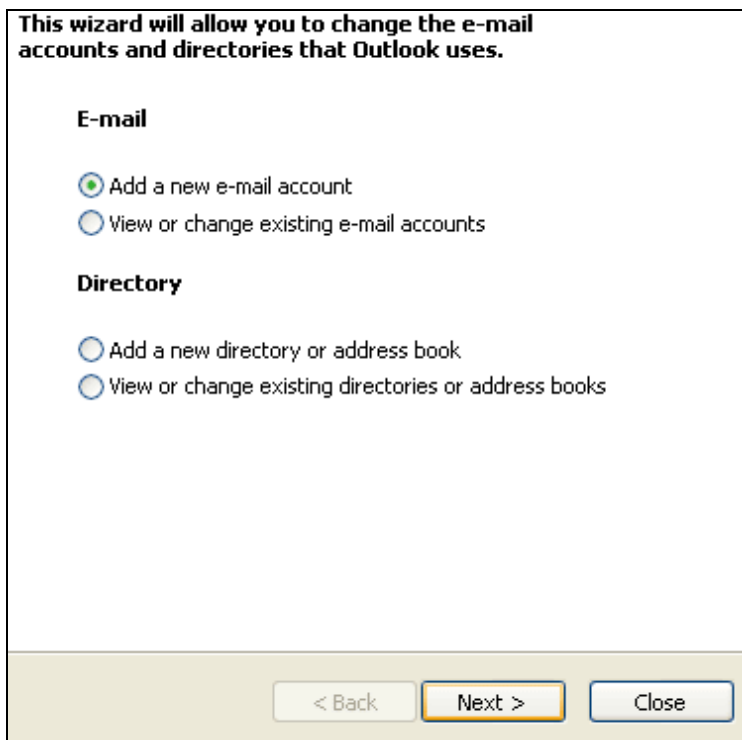 This wizard will allow you to change the e-mail
accounts and directories that Outlook uses.
E-mail
Add a new e-mail account
View or change existing e-mail accounts
Directory
Add a new directory or address book
View or change existing directories or address books
< Back
Next >
Close